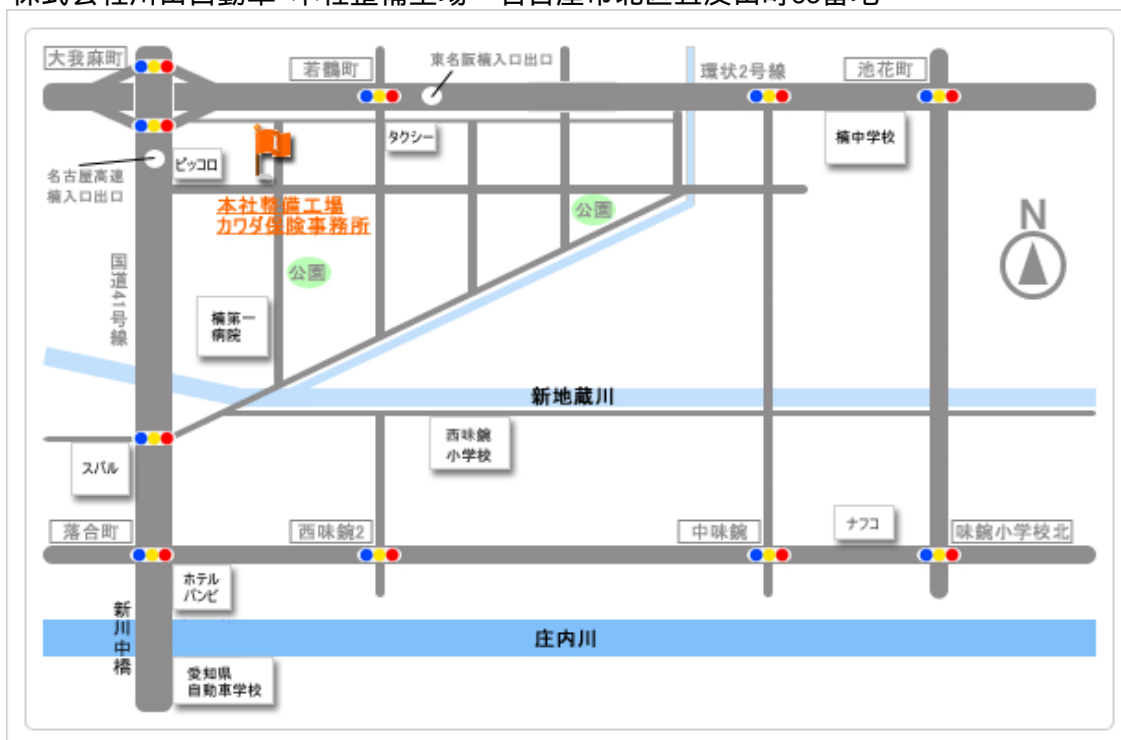 大我麻町
若鶴町
東名阪楠入口出口
環状2号線
池花町
タクシー
楠中学校
ピッコロ
名古屋高速
楠入口出口
本社整備工場
カワダ保険事務所
公園
N
公園
国道41号線
楠第一
病院
新地蔵川
西味鋺
小学校
スバル
落合町
西味鋺2
中味鋺
ナフコ
味鋺小学校北
ホテル
バンビ
新川中橋
庄内川
愛知県
自動車学校